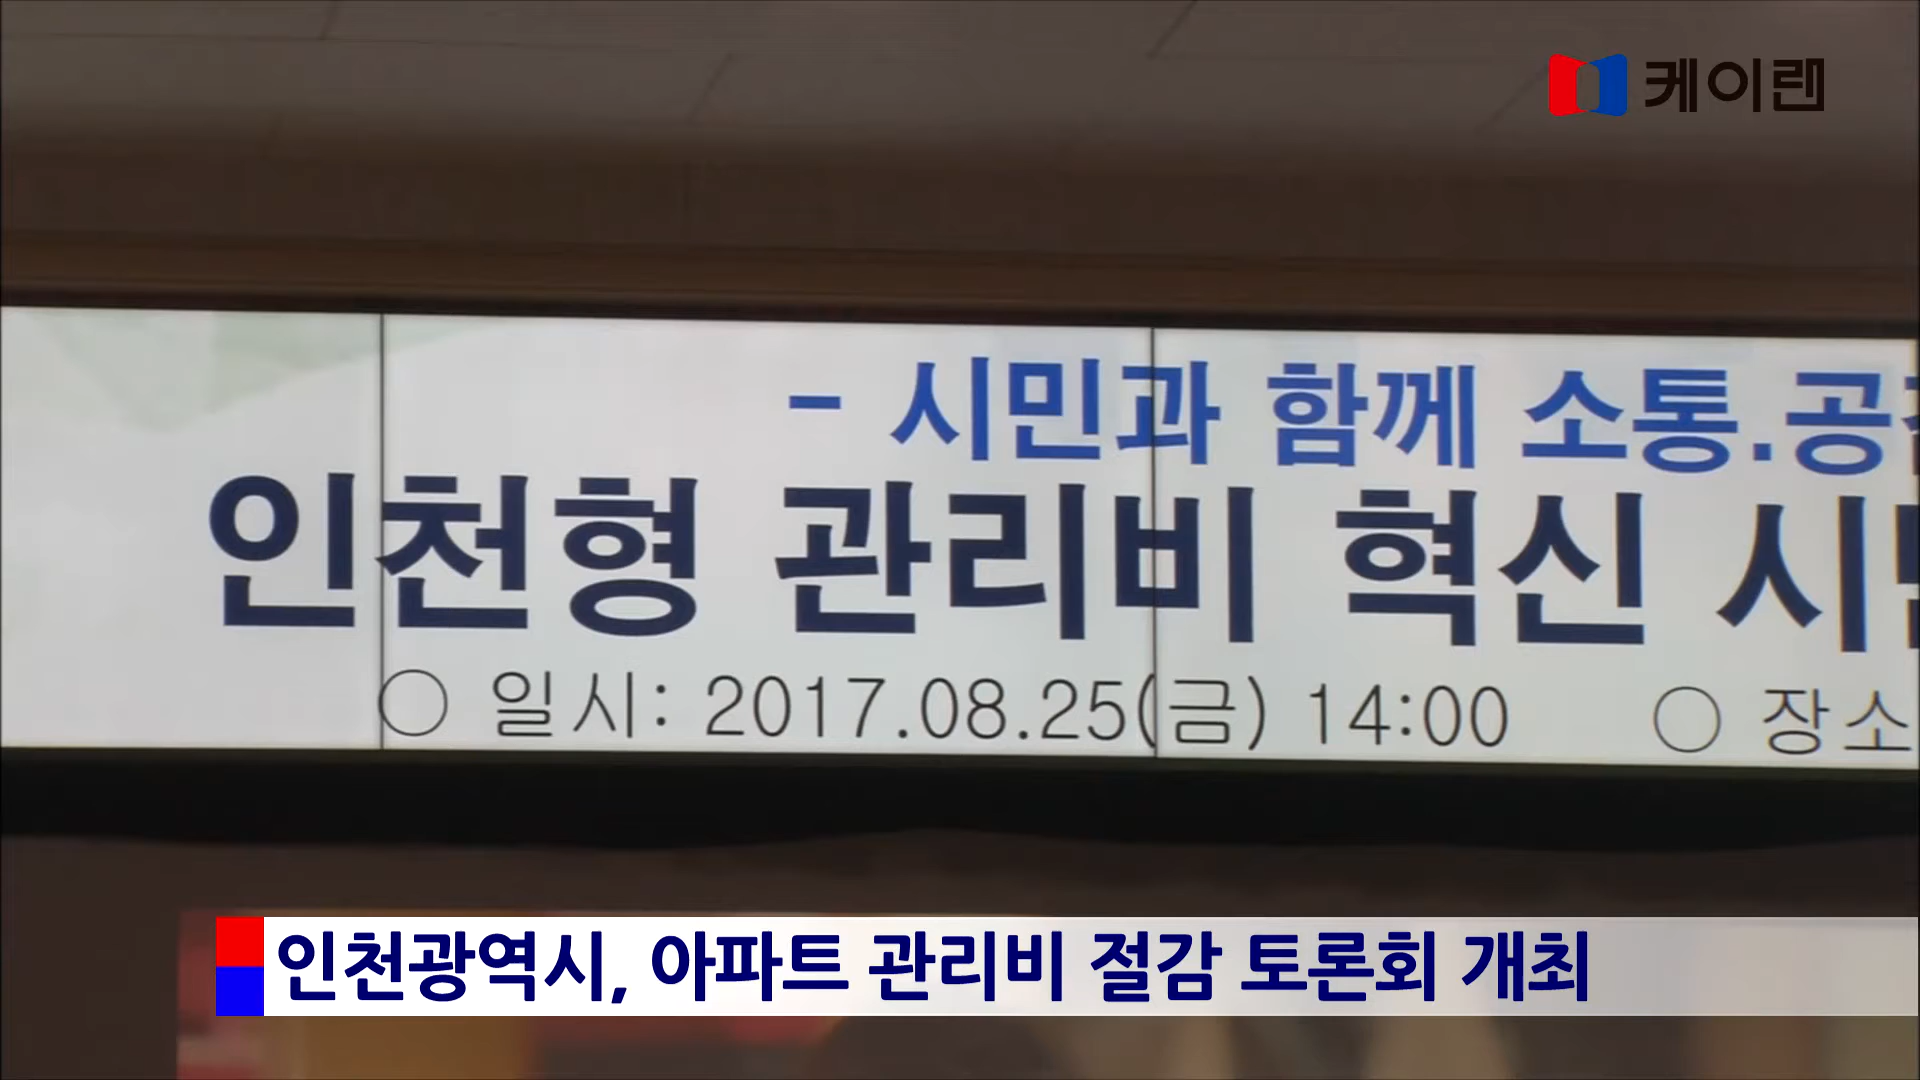 케이렌
- 시민과 함께 소통.공
인천형 관리비 혁신
○ 일시: 2017.08.25(금) 14:00 ○ 장소
인천광역시, 아파트 관리비 절감 토론회 개최